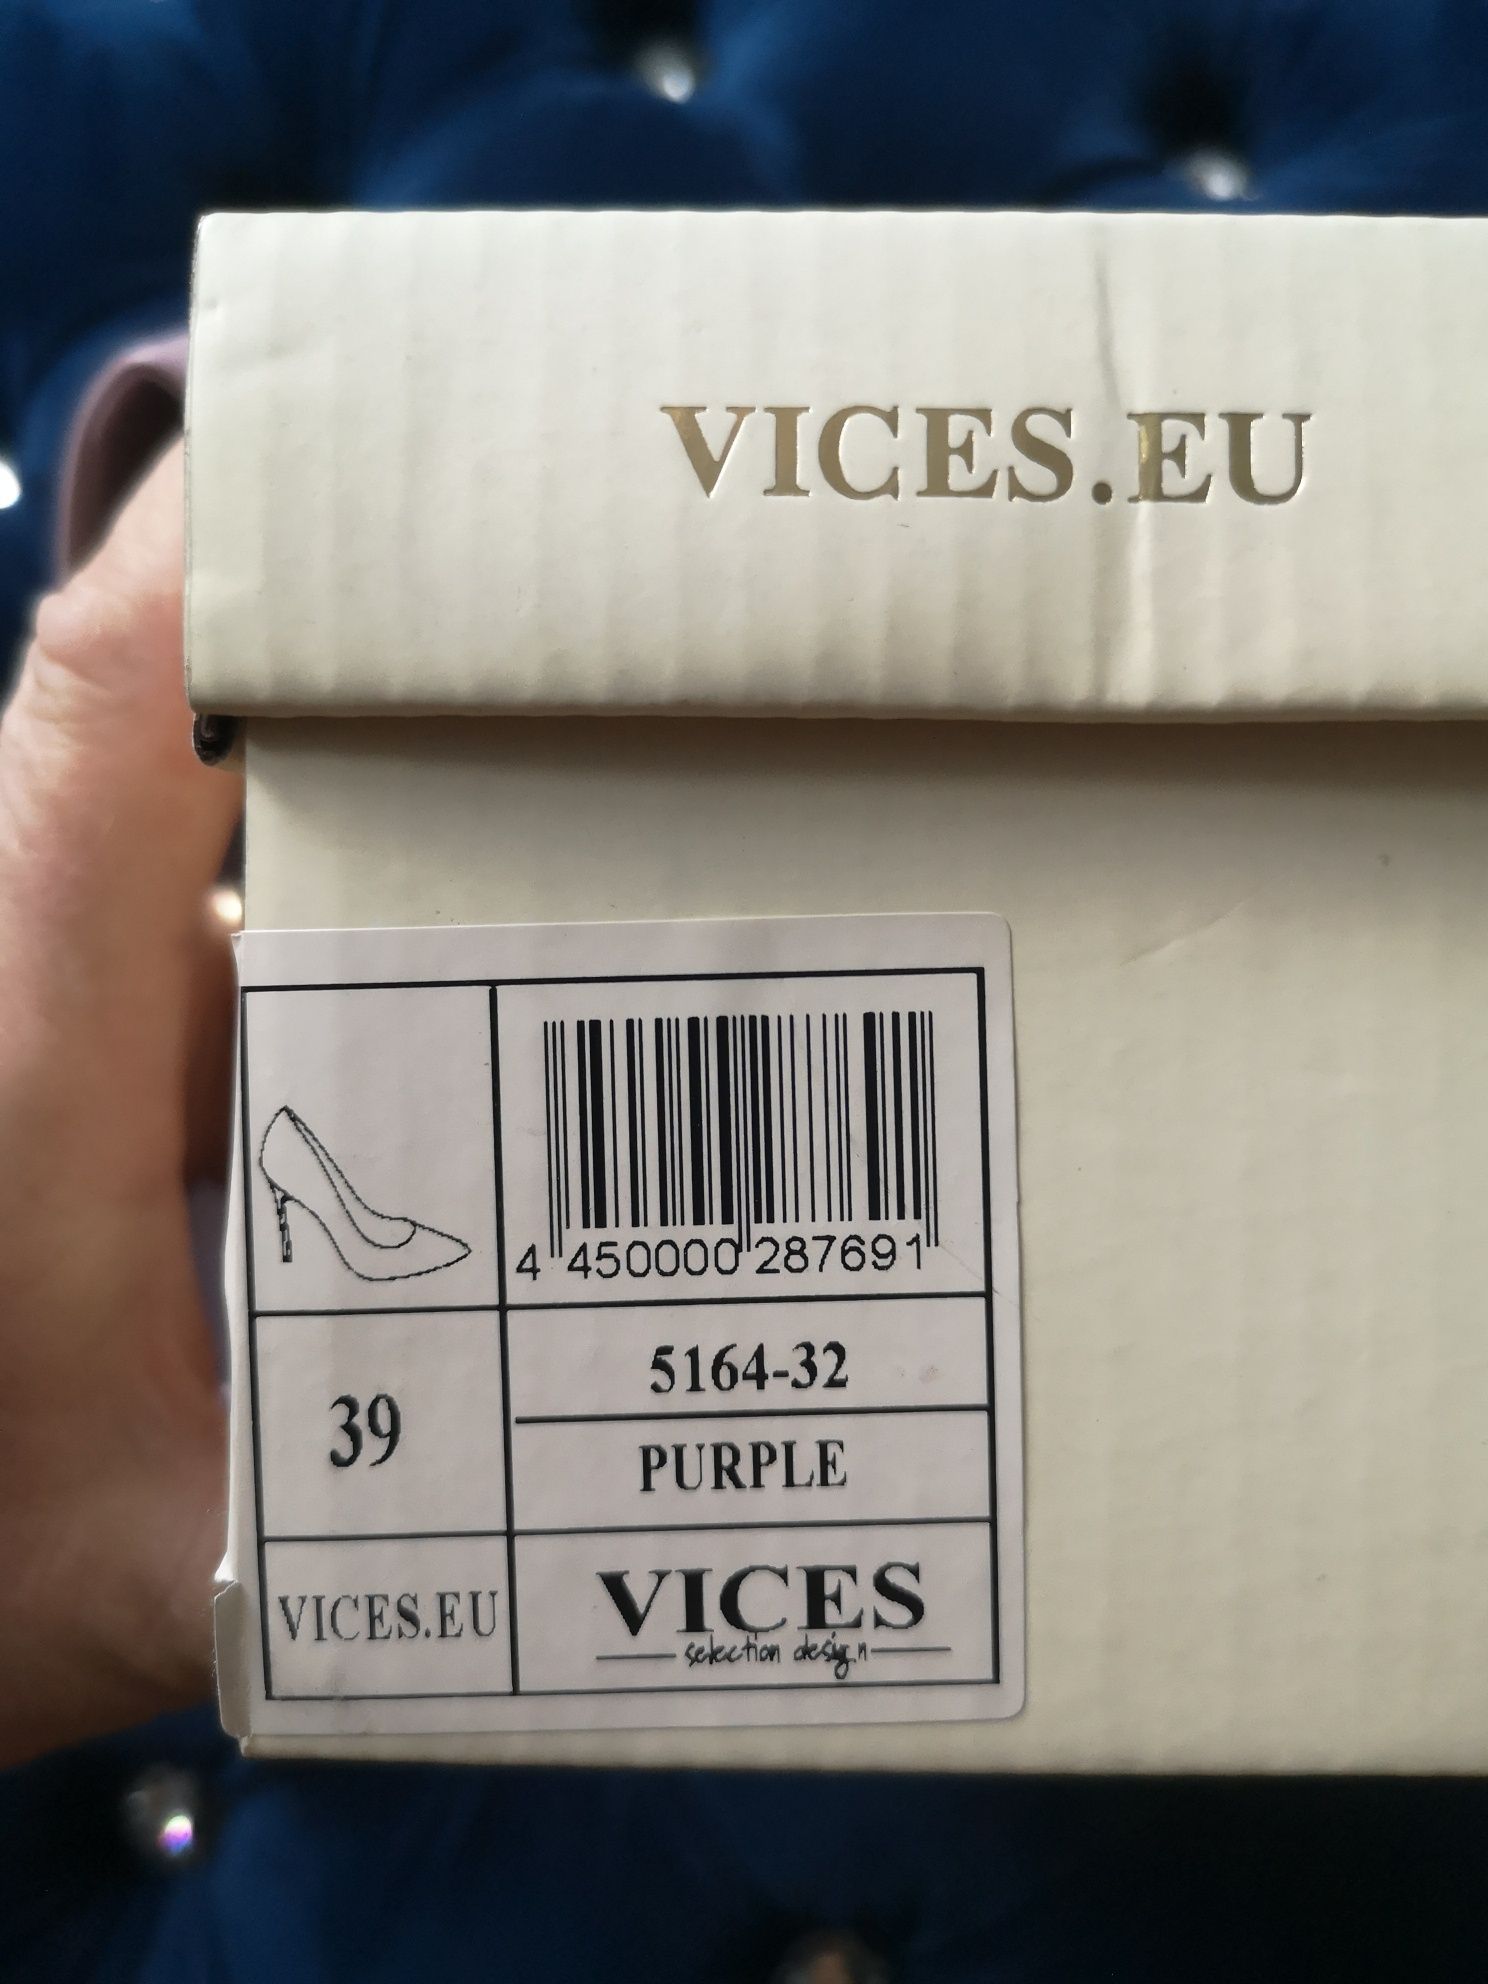 VICES.EU
4 450000 287691
5164-32
39
PURPLE
VICES.EU
VICES
selection design